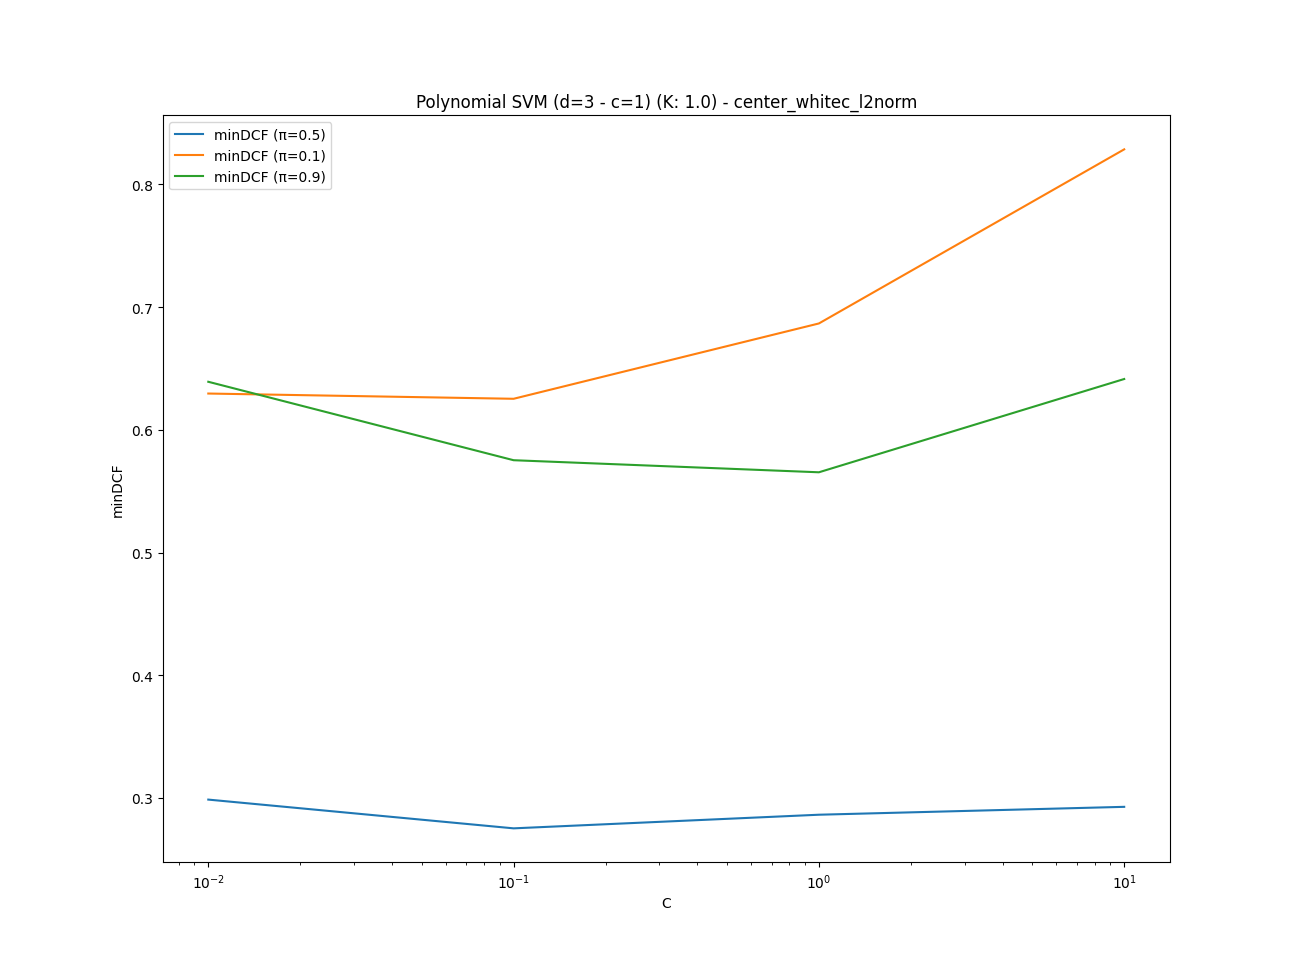 Polynomial SVM (d=3 - c=1) (K: 1.0) - center_whitec_l2norm
minDCF (π=0.5)
minDCF (π=0.1)
minDCF (π=0.9)
0.8
0.7
0.6
0.5
0.4
0.3
minDCF
10⁻² 10⁻¹ 10⁰ 10¹
C